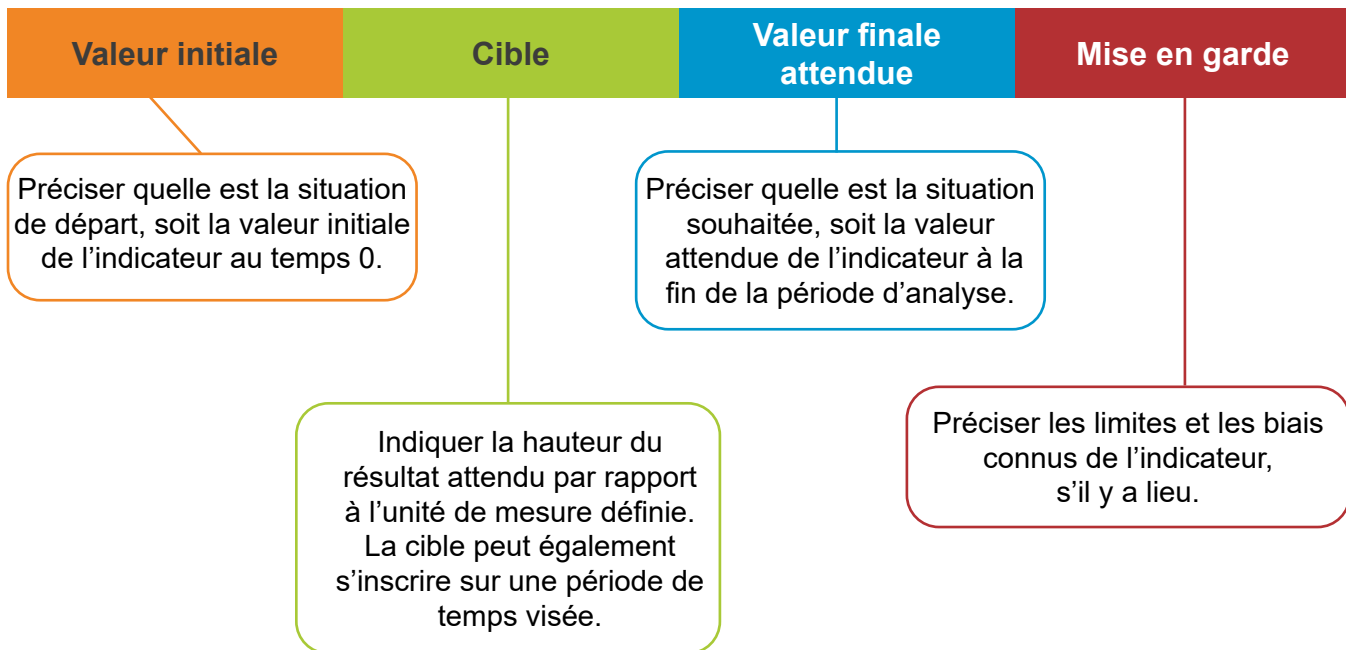 Valeur initiale
Cible
Valeur finale
attendue
Mise en garde
Préciser quelle est la situation
de départ, soit la valeur initiale
de l’indicateur au temps 0.
Préciser quelle est la situation
souhaitée, soit la valeur
attendue de l’indicateur à la
fin de la période d’analyse.
Indiquer la hauteur du
résultat attendu par rapport
à l’unité de mesure définie.
La cible peut également
s’inscrire sur une période de
temps visée.
Préciser les limites et les biais
connus de l’indicateur,
s’il y a lieu.